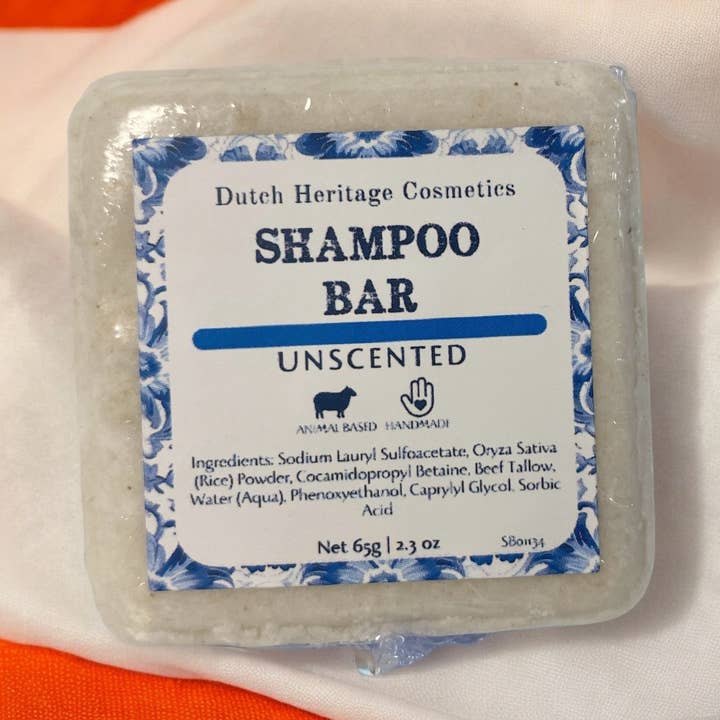 Dutch Heritage Cosmetics
SHAMPOO
BAR
UNSCENTED
ANIMAL BASED HANDMADE
Ingredients: Sodium Lauryl Sulfoacetate, Oryza Sativa
(Rice) Powder, Cocamidopropyl Betaine, Beef Tallow,
Water (Aqua), Phenoxyethanol, Caprylyl Glycol. Sorbic
Acid
Net 65g | 2.3 oz
SB01134